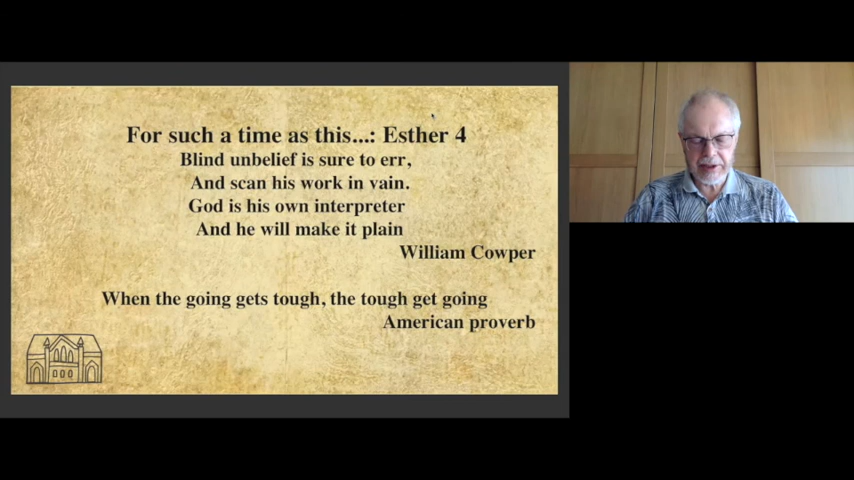 For such a time as this...: Esther 4
Blind unbelief is sure to err,
And scan his work in vain.
God is his own interpreter
And he will make it plain
William Cowper
When the going gets tough, the tough get going
American proverb